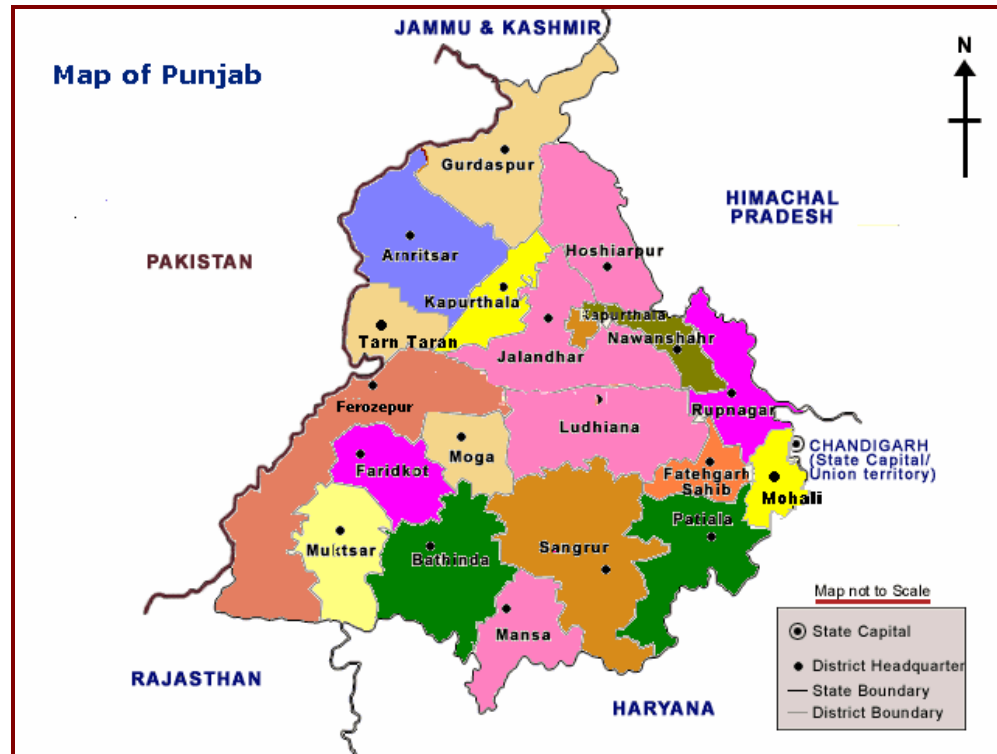 JAMMU & KASHMIR
Map of Punjab
N
Gurdaspur
HIMACHAL
PRADESH
PAKISTAN
Amritsar
Hoshiarpur
Kapurthala
Kapurthala
Nawanshahr
Tarn Taran
Jalandhar
Ferozepur
Rupnagar
Ludhiana
CHANDIGARH
(State Capital/
Union territory)
Moga
Faridkot
Fatehgarh
Sahib
Mohali
Patiala
Muktsar
Bathinda
Sangrur
Mansa
Map not to Scale
State Capital
District Headquarter
State Boundary
District Boundary
RAJASTHAN
HARYANA